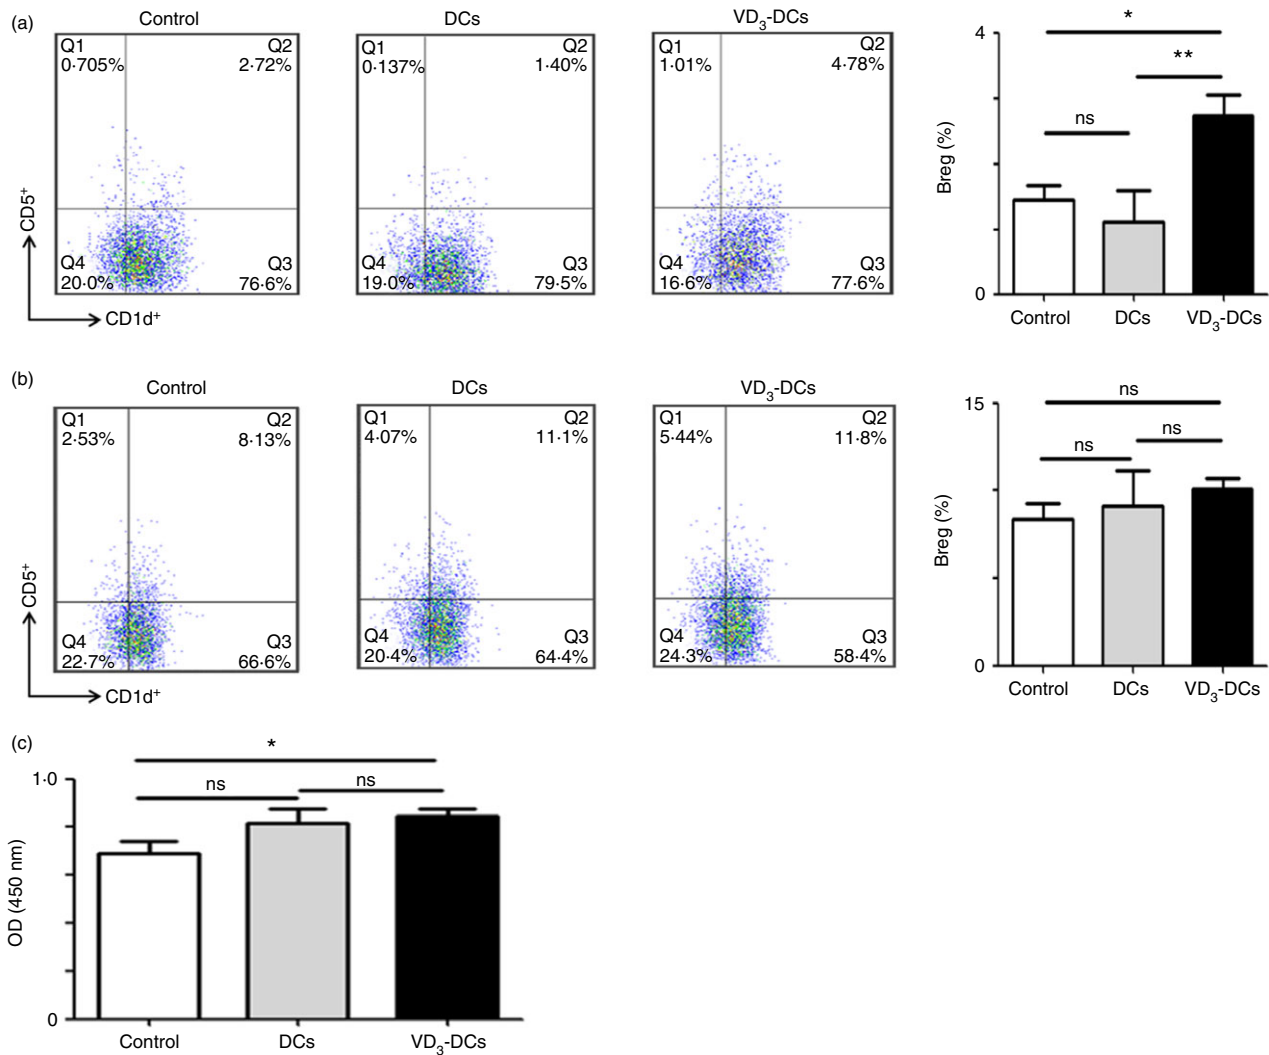 (a)
Control
DCs
VD3-DCs
Q1
0·705%
Q2
2·72%
Q4
20·0%
Q3
76·6%
Q1
0·137%
Q2
1·40%
Q4
19·0%
Q3
79·5%
Q1
1·01%
Q2
4·78%
Q4
16·6%
Q3
77·6%
CD5+
CD1d+
Breg (%)
4
0
*
**
ns
Control
DCs
VD3-DCs
(b)
Control
DCs
VD3-DCs
Q1
2·53%
Q2
8·13%
Q4
22·7%
Q3
66·6%
Q1
4·07%
Q2
11·1%
Q4
20·4%
Q3
64·4%
Q1
5·44%
Q2
11·8%
Q4
24·3%
Q3
58·4%
CD5+
CD1d+
Breg (%)
15
0
ns
ns
ns
Control
DCs
VD3-DCs
(c)
OD (450 nm)
1·0
0
*
ns
ns
Control
DCs
VD3-DCs